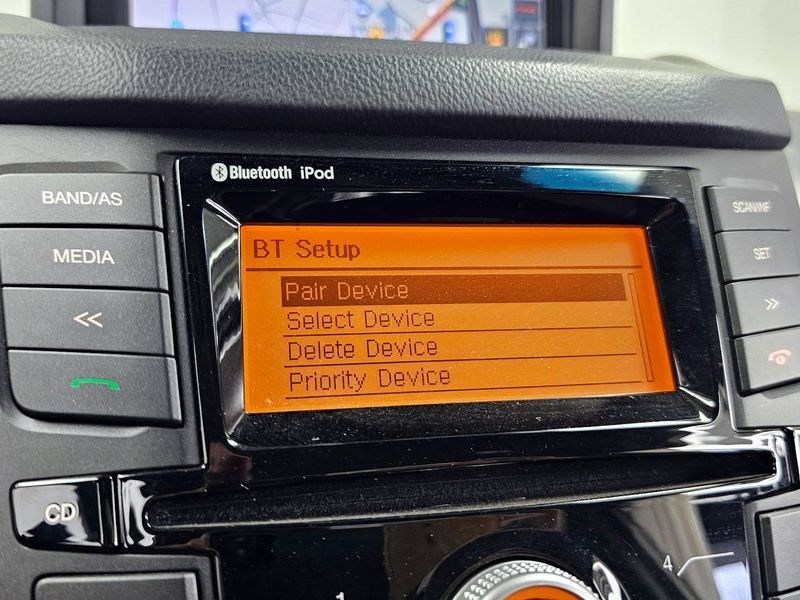 Bluetooth iPod
BAND/AS
MEDIA
CD
BT Setup
Pair Device
Select Device
Delete Device
Priority Device
SCAN/INF
SET
1
4